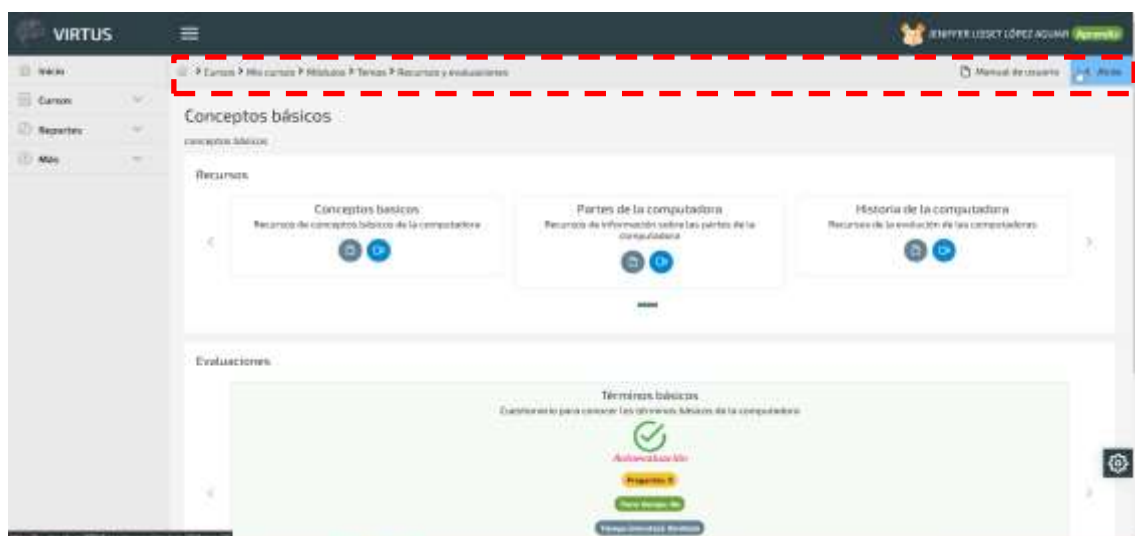 VIRTUS
JENIFFER LISSET LÓPEZ AGUILAR Aprendiz
Inicio
Cursos
Reportes
Más
> Cursos > Mis cursos > Módulos > Temas > Recursos y evaluaciones
Manual de usuario
Atrás
Conceptos básicos
conceptos básicos
Recursos
Conceptos basicos
Recursos de conceptos básicos de la computadora
Partes de la computadora
Recursos de información sobre las partes de la computadora
Historia de la computadora
Recursos de la evolución de las computadoras
Evaluaciones
Términos básicos
Cuestionario para conocer los términos básicos de la computadora
Autoevaluación